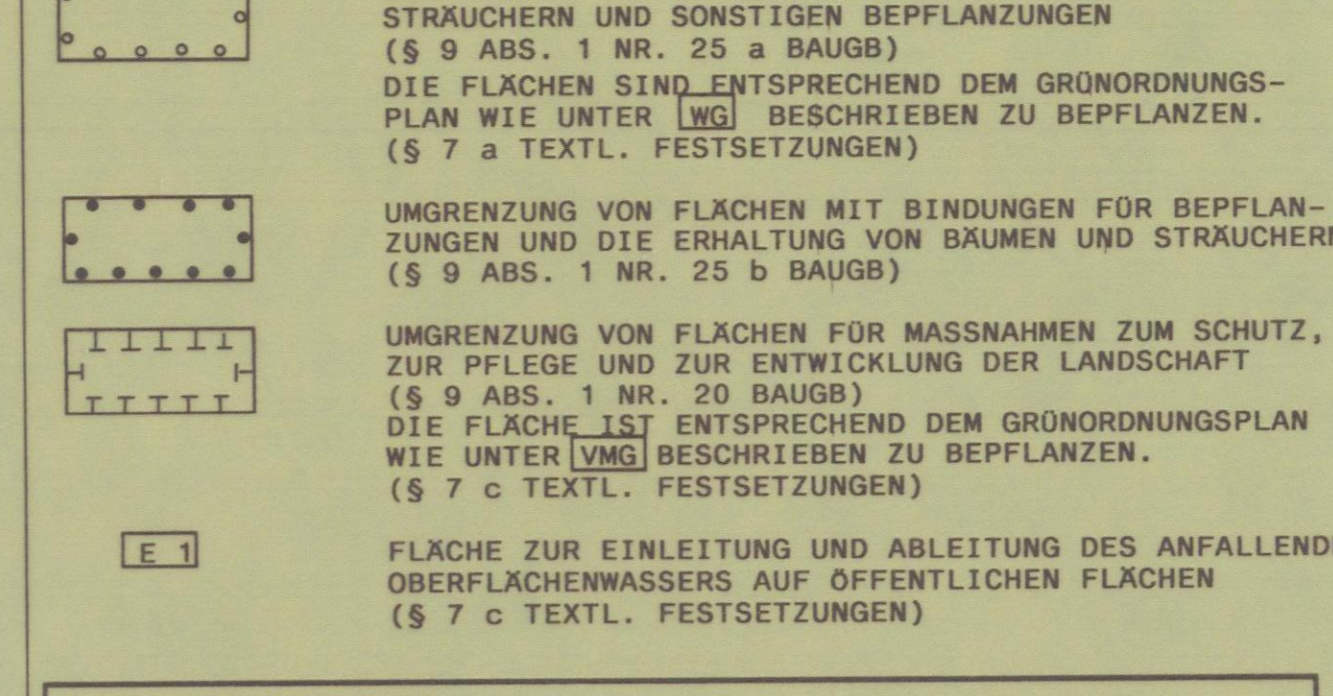 STRÄUCHERN UND SONSTIGEN BEPFLANZUNGEN
(§ 9 ABS. 1 NR. 25 a BAUGB)
DIE FLÄCHEN SIND ENTSPRECHEND DEM GRÜNORDNUNGS-
PLAN WIE UNTER WG BESCHRIEBEN ZU BEPFLANZEN.
(§ 7 a TEXTL. FESTSETZUNGEN)
UMGRENZUNG VON FLÄCHEN MIT BINDUNGEN FÜR BEPFLAN-
ZUNGEN UND DIE ERHALTUNG VON BÄUMEN UND STRÄUCHERN
(§ 9 ABS. 1 NR. 25 b BAUGB)
UMGRENZUNG VON FLÄCHEN FÜR MASSNAHMEN ZUM SCHUTZ,
ZUR PFLEGE UND ZUR ENTWICKLUNG DER LANDSCHAFT
(§ 9 ABS. 1 NR. 20 BAUGB)
DIE FLÄCHE IST ENTSPRECHEND DEM GRÜNORDNUNGSPLAN
WIE UNTER VMG BESCHRIEBEN ZU BEPFLANZEN.
(§ 7 c TEXTL. FESTSETZUNGEN)
E 1 FLÄCHE ZUR EINLEITUNG UND ABLEITUNG DES ANFALLEND
OBERFLÄCHENWASSERS AUF ÖFFENTLICHEN FLÄCHEN
(§ 7 c TEXTL. FESTSETZUNGEN)